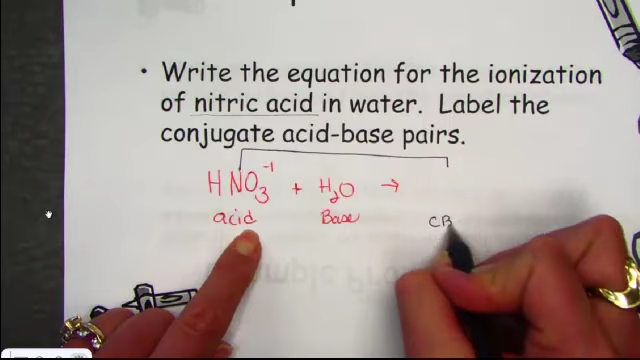 • Write the equation for the ionization
of nitric acid in water. Label the
conjugate acid-base pairs.
HNO₃⁻¹ + H₂O →
acid Base CB